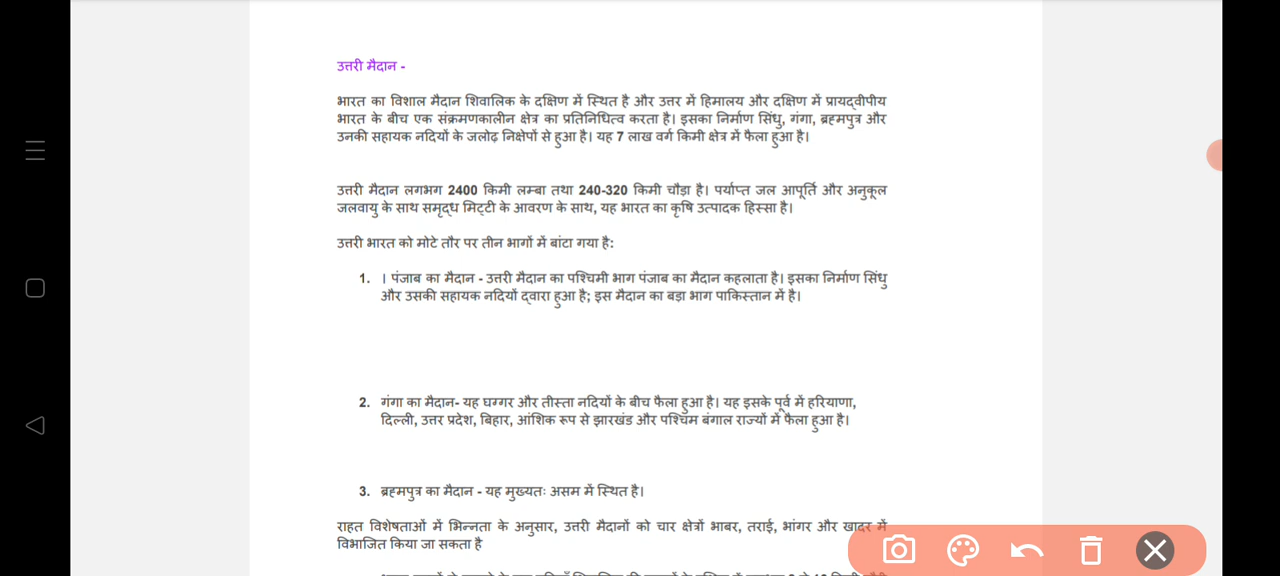 उत्तरी मैदान -
भारत का विशाल मैदान शिवालिक के दक्षिण में स्थित है और उत्तर में हिमालय और दक्षिण में प्रायद्वीपीय
भारत के बीच एक संक्रमणकालीन क्षेत्र का प्रतिनिधित्व करता है। इसका निर्माण सिंधु, गंगा, ब्रह्मपुत्र और
उनकी सहायक नदियों के जलोढ़ निक्षेपों से हुआ है। यह 7 लाख वर्ग किमी क्षेत्र में फैला हुआ है।
उत्तरी मैदान लगभग 2400 किमी लम्बा तथा 240-320 किमी चौड़ा है। पर्याप्त जल आपूर्ति और अनुकूल
जलवायु के साथ समृद्ध मिट्टी के आवरण के साथ, यह भारत का कृषि उत्पादक हिस्सा है।
उत्तरी भारत को मोटे तौर पर तीन भागों में बांटा गया है:
1. । पंजाब का मैदान - उत्तरी मैदान का पश्चिमी भाग पंजाब का मैदान कहलाता है। इसका निर्माण सिंधु
और उसकी सहायक नदियों द्वारा हुआ है; इस मैदान का बड़ा भाग पाकिस्तान में है।
2. गंगा का मैदान- यह घग्गर और तीस्ता नदियों के बीच फैला हुआ है। यह इसके पूर्व में हरियाणा,
दिल्ली, उत्तर प्रदेश, बिहार, आंशिक रूप से झारखंड और पश्चिम बंगाल राज्यों में फैला हुआ है।
3. ब्रह्मपुत्र का मैदान - यह मुख्यतः असम में स्थित है।
राहत विशेषताओं में भिन्नता के अनुसार, उत्तरी मैदानों को चार क्षेत्रों भाबर, तराई, भांगर और खादर में
विभाजित किया जा सकता है